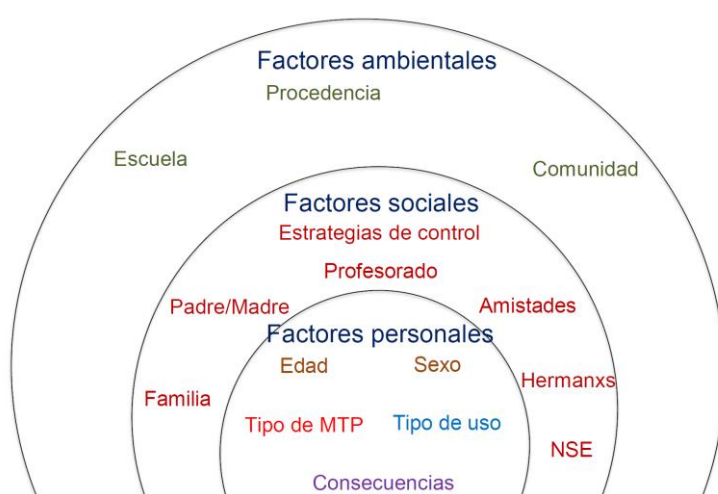 Factores ambientales
Procedencia
Escuela
Comunidad
Factores sociales
Estrategias de control
Profesorado
Padre/Madre
Amistades
Factores personales
Edad
Sexo
Hermanxs
Familia
Tipo de MTP
Tipo de uso
NSE
Consecuencias